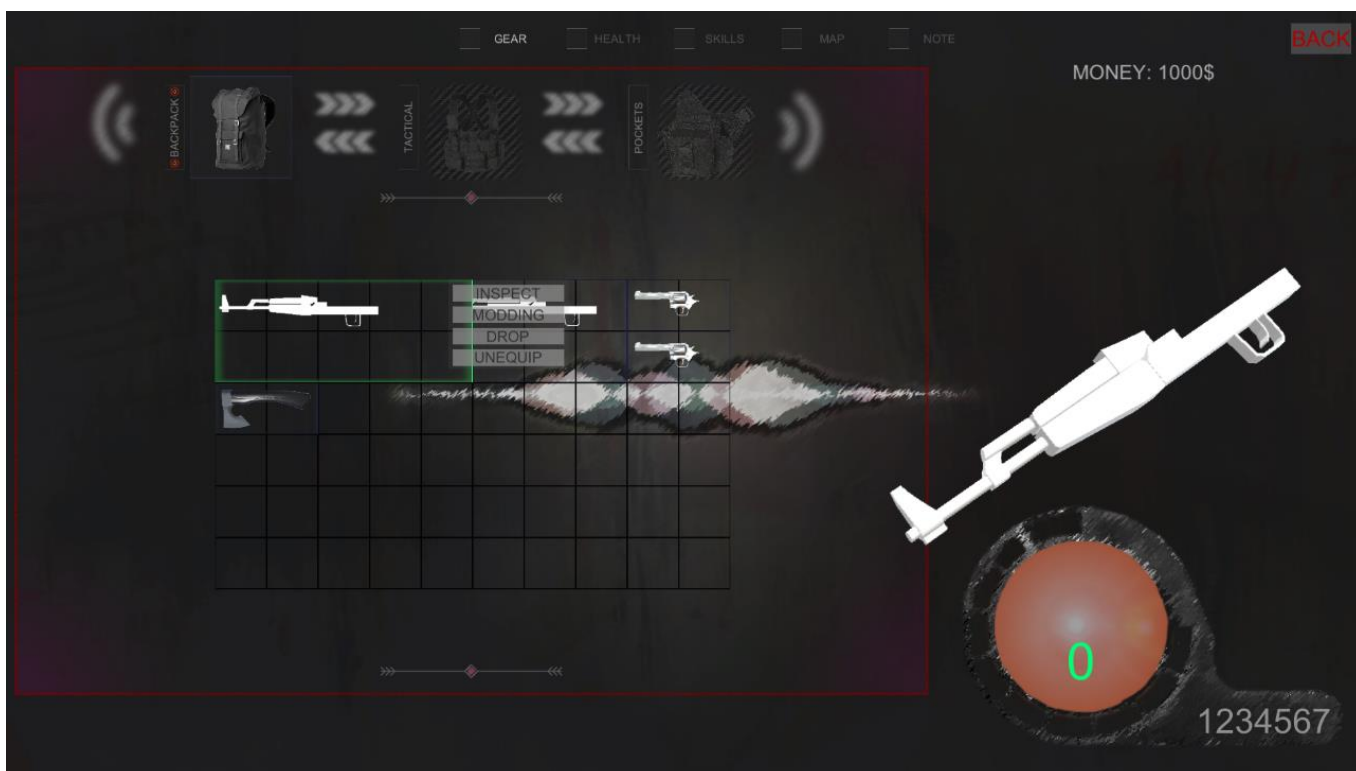 GEAR
HEALTH
SKILLS
MAP
NOTE
BACK
MONEY: 1000$
BACKPACK
TACTICAL
POCKETS
INSPECT
MODDING
DROP
UNEQUIP
0
1234567